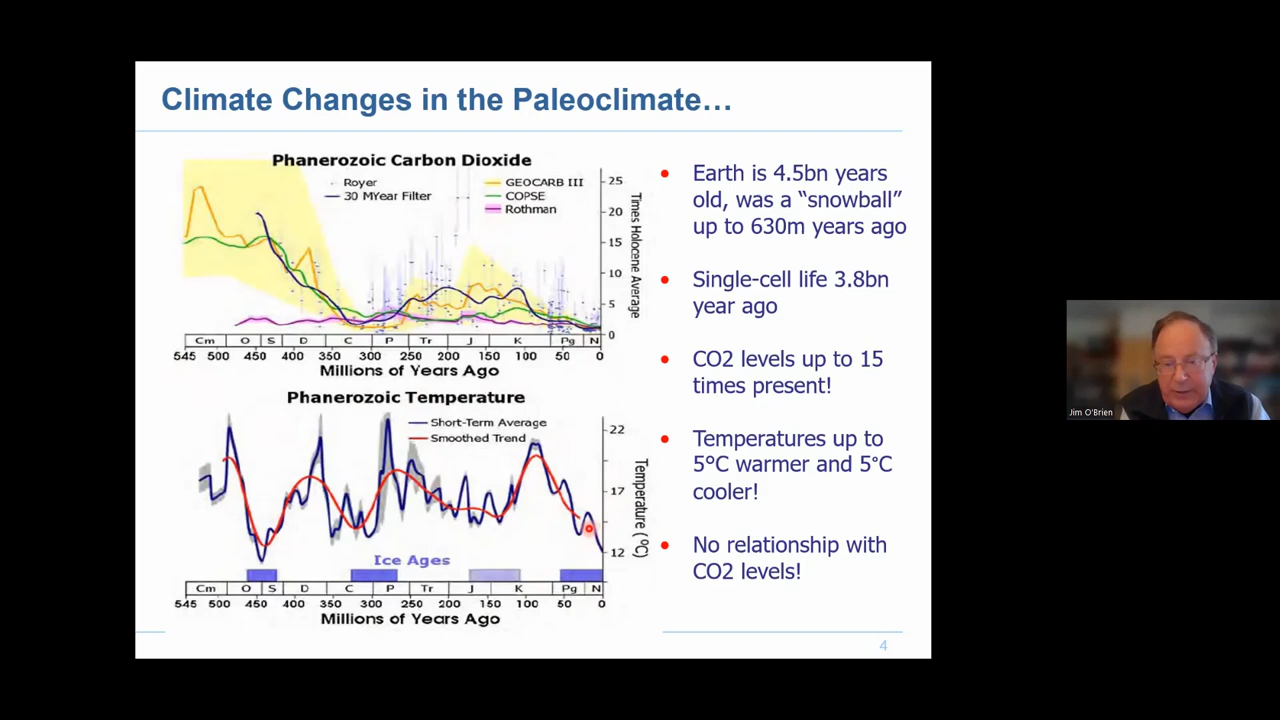 Climate Changes in the Paleoclimate…
Phanerozoic Carbon Dioxide
Royer
30 MYear Filter
GEOCARB III
COPSE
Rothman
25
20
15
10
5
0
Times Holocene Average
Cm O S D C P Tr J K Pg N
545 500 450 400 350 300 250 200 150 100 50 0
Millions of Years Ago
Phanerozoic Temperature
Short-Term Average
Smoothed Trend
22
17
12
Temperature (°C)
Ice Ages
Cm O S D C P Tr J K Pg N
545 500 450 400 350 300 250 200 150 100 50 0
Millions of Years Ago
• Earth is 4.5bn years
old, was a “snowball”
up to 630m years ago
• Single-cell life 3.8bn
year ago
• CO2 levels up to 15
times present!
• Temperatures up to
5°C warmer and 5°C
cooler!
• No relationship with
CO2 levels!
4
Jim O'Brien